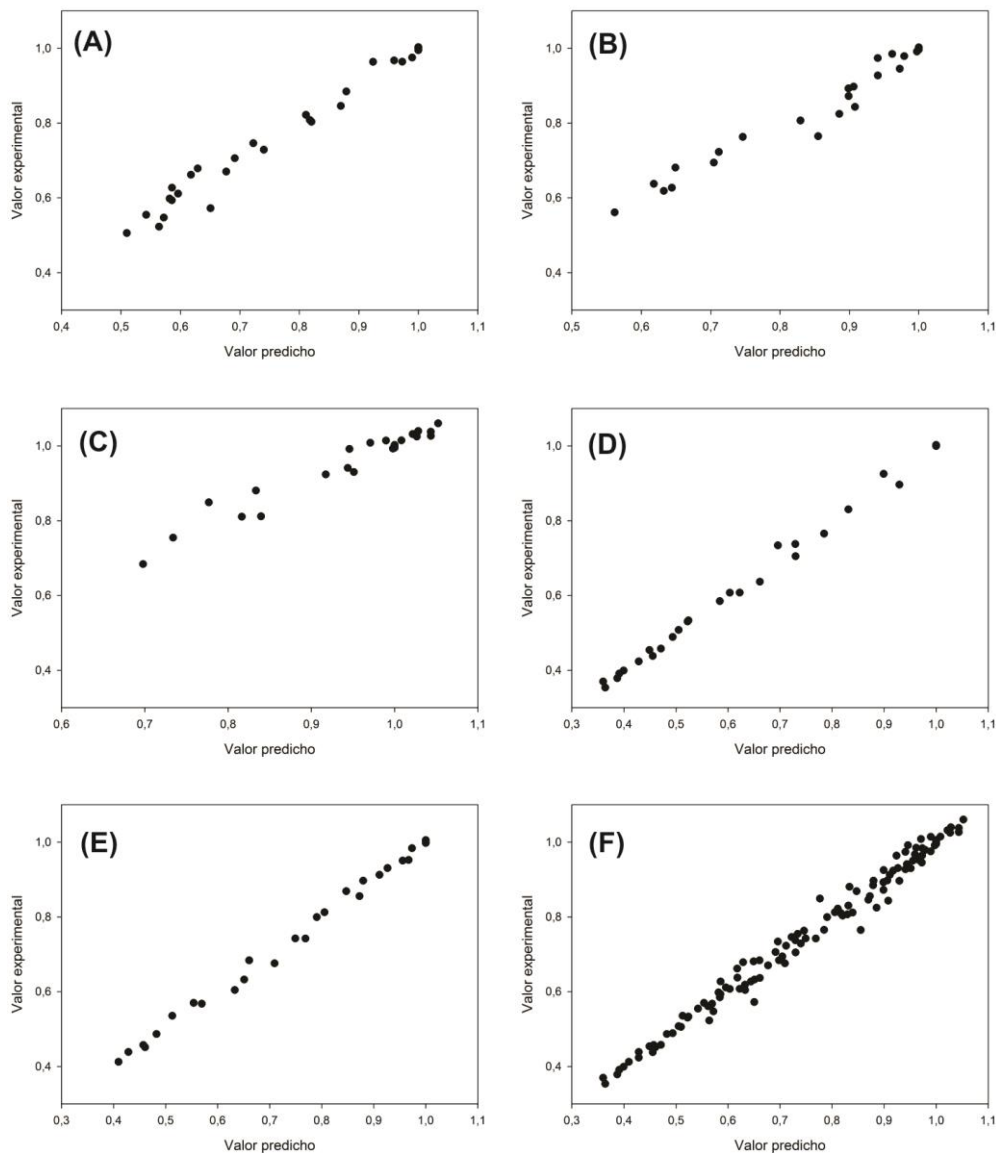 (A)
Valor experimental
1,0
0,8
0,6
0,4
0,4 0,5 0,6 0,7 0,8 0,9 1,0 1,1
Valor predicho
(B)
Valor experimental
1,0
0,8
0,6
0,4
0,5 0,6 0,7 0,8 0,9 1,0 1,1
Valor predicho
(C)
Valor experimental
1,0
0,8
0,6
0,4
0,6 0,7 0,8 0,9 1,0 1,1
Valor predicho
(D)
Valor experimental
1,0
0,8
0,6
0,4
0,3 0,4 0,5 0,6 0,7 0,8 0,9 1,0 1,1
Valor predicho
(E)
Valor experimental
1,0
0,8
0,6
0,4
0,3 0,4 0,5 0,6 0,7 0,8 0,9 1,0 1,1
Valor predicho
(F)
Valor experimental
1,0
0,8
0,6
0,4
0,3 0,4 0,5 0,6 0,7 0,8 0,9 1,0 1,1
Valor predicho